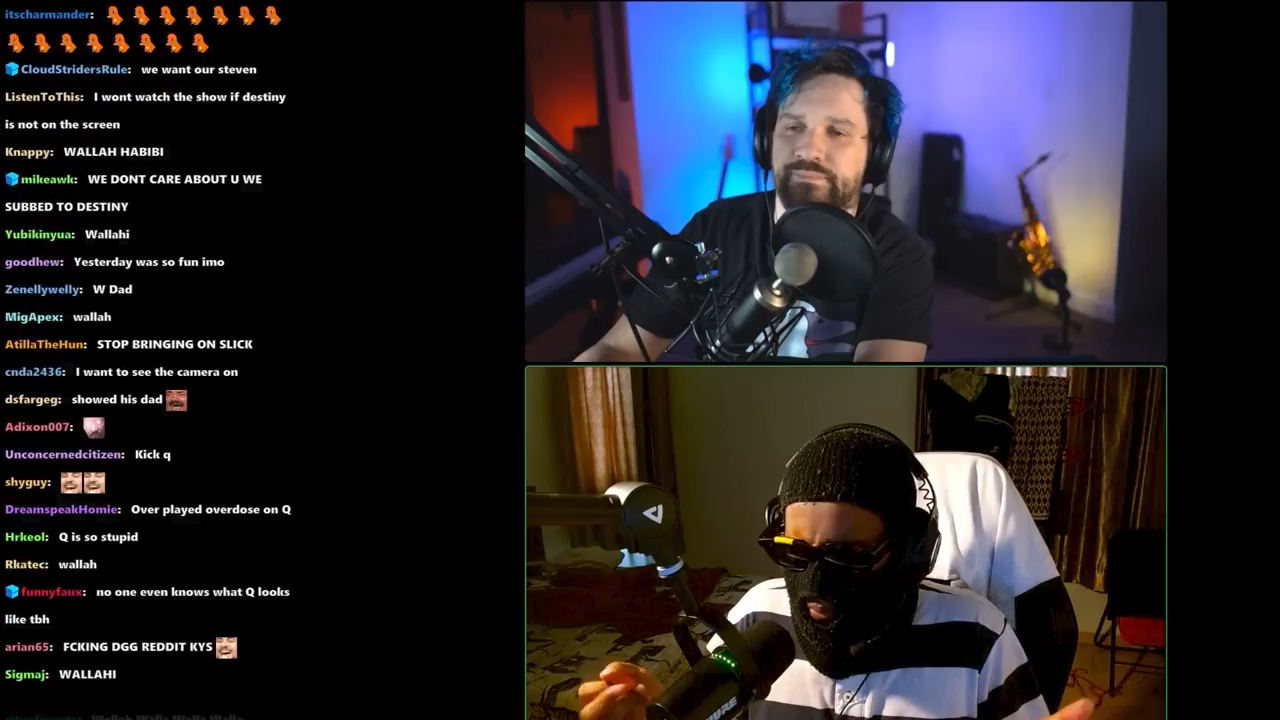 itscharmander:
CloudStridersRule: we want our steven
ListenToThis: I wont watch the show if destiny
is not on the screen
Knappy: WALLAH HABIBI
mikeawk: WE DONT CARE ABOUT U WE
SUBBED TO DESTINY
Yubikinyua: Wallahi
goodhew: Yesterday was so fun imo
Zenellywelly: W Dad
MigApex: wallah
AtillaTheHun: STOP BRINGING ON SLICK
cnda2436: I want to see the camera on
dsfargeg: showed his dad
Adixon007:
Unconcernedcitizen: Kick q
shyguy:
DreamspeakHomie: Over played overdose on Q
Hrkeol: Q is so stupid
Rkatec: wallah
funnyfaux: no one even knows what Q looks
like tbh
arian65: FCKING DGG REDDIT KYS
Sigmaj: WALLAHI